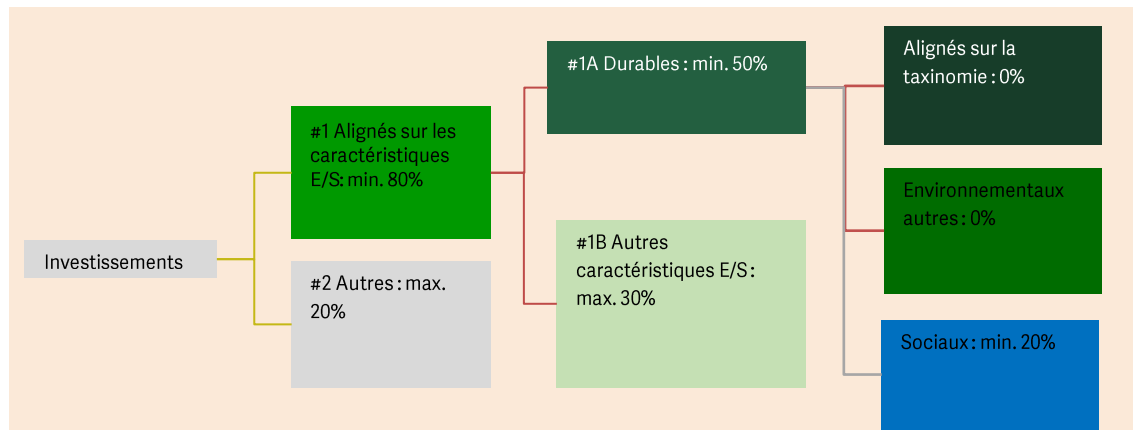 Investissements
#1 Alignés sur les
caractéristiques
E/S: min. 80%
#2 Autres : max.
20%
#1A Durables : min. 50%
#1B Autres
caractéristiques E/S :
max. 30%
Alignés sur la
taxinomie : 0%
Environnementaux
autres : 0%
Sociaux : min. 20%